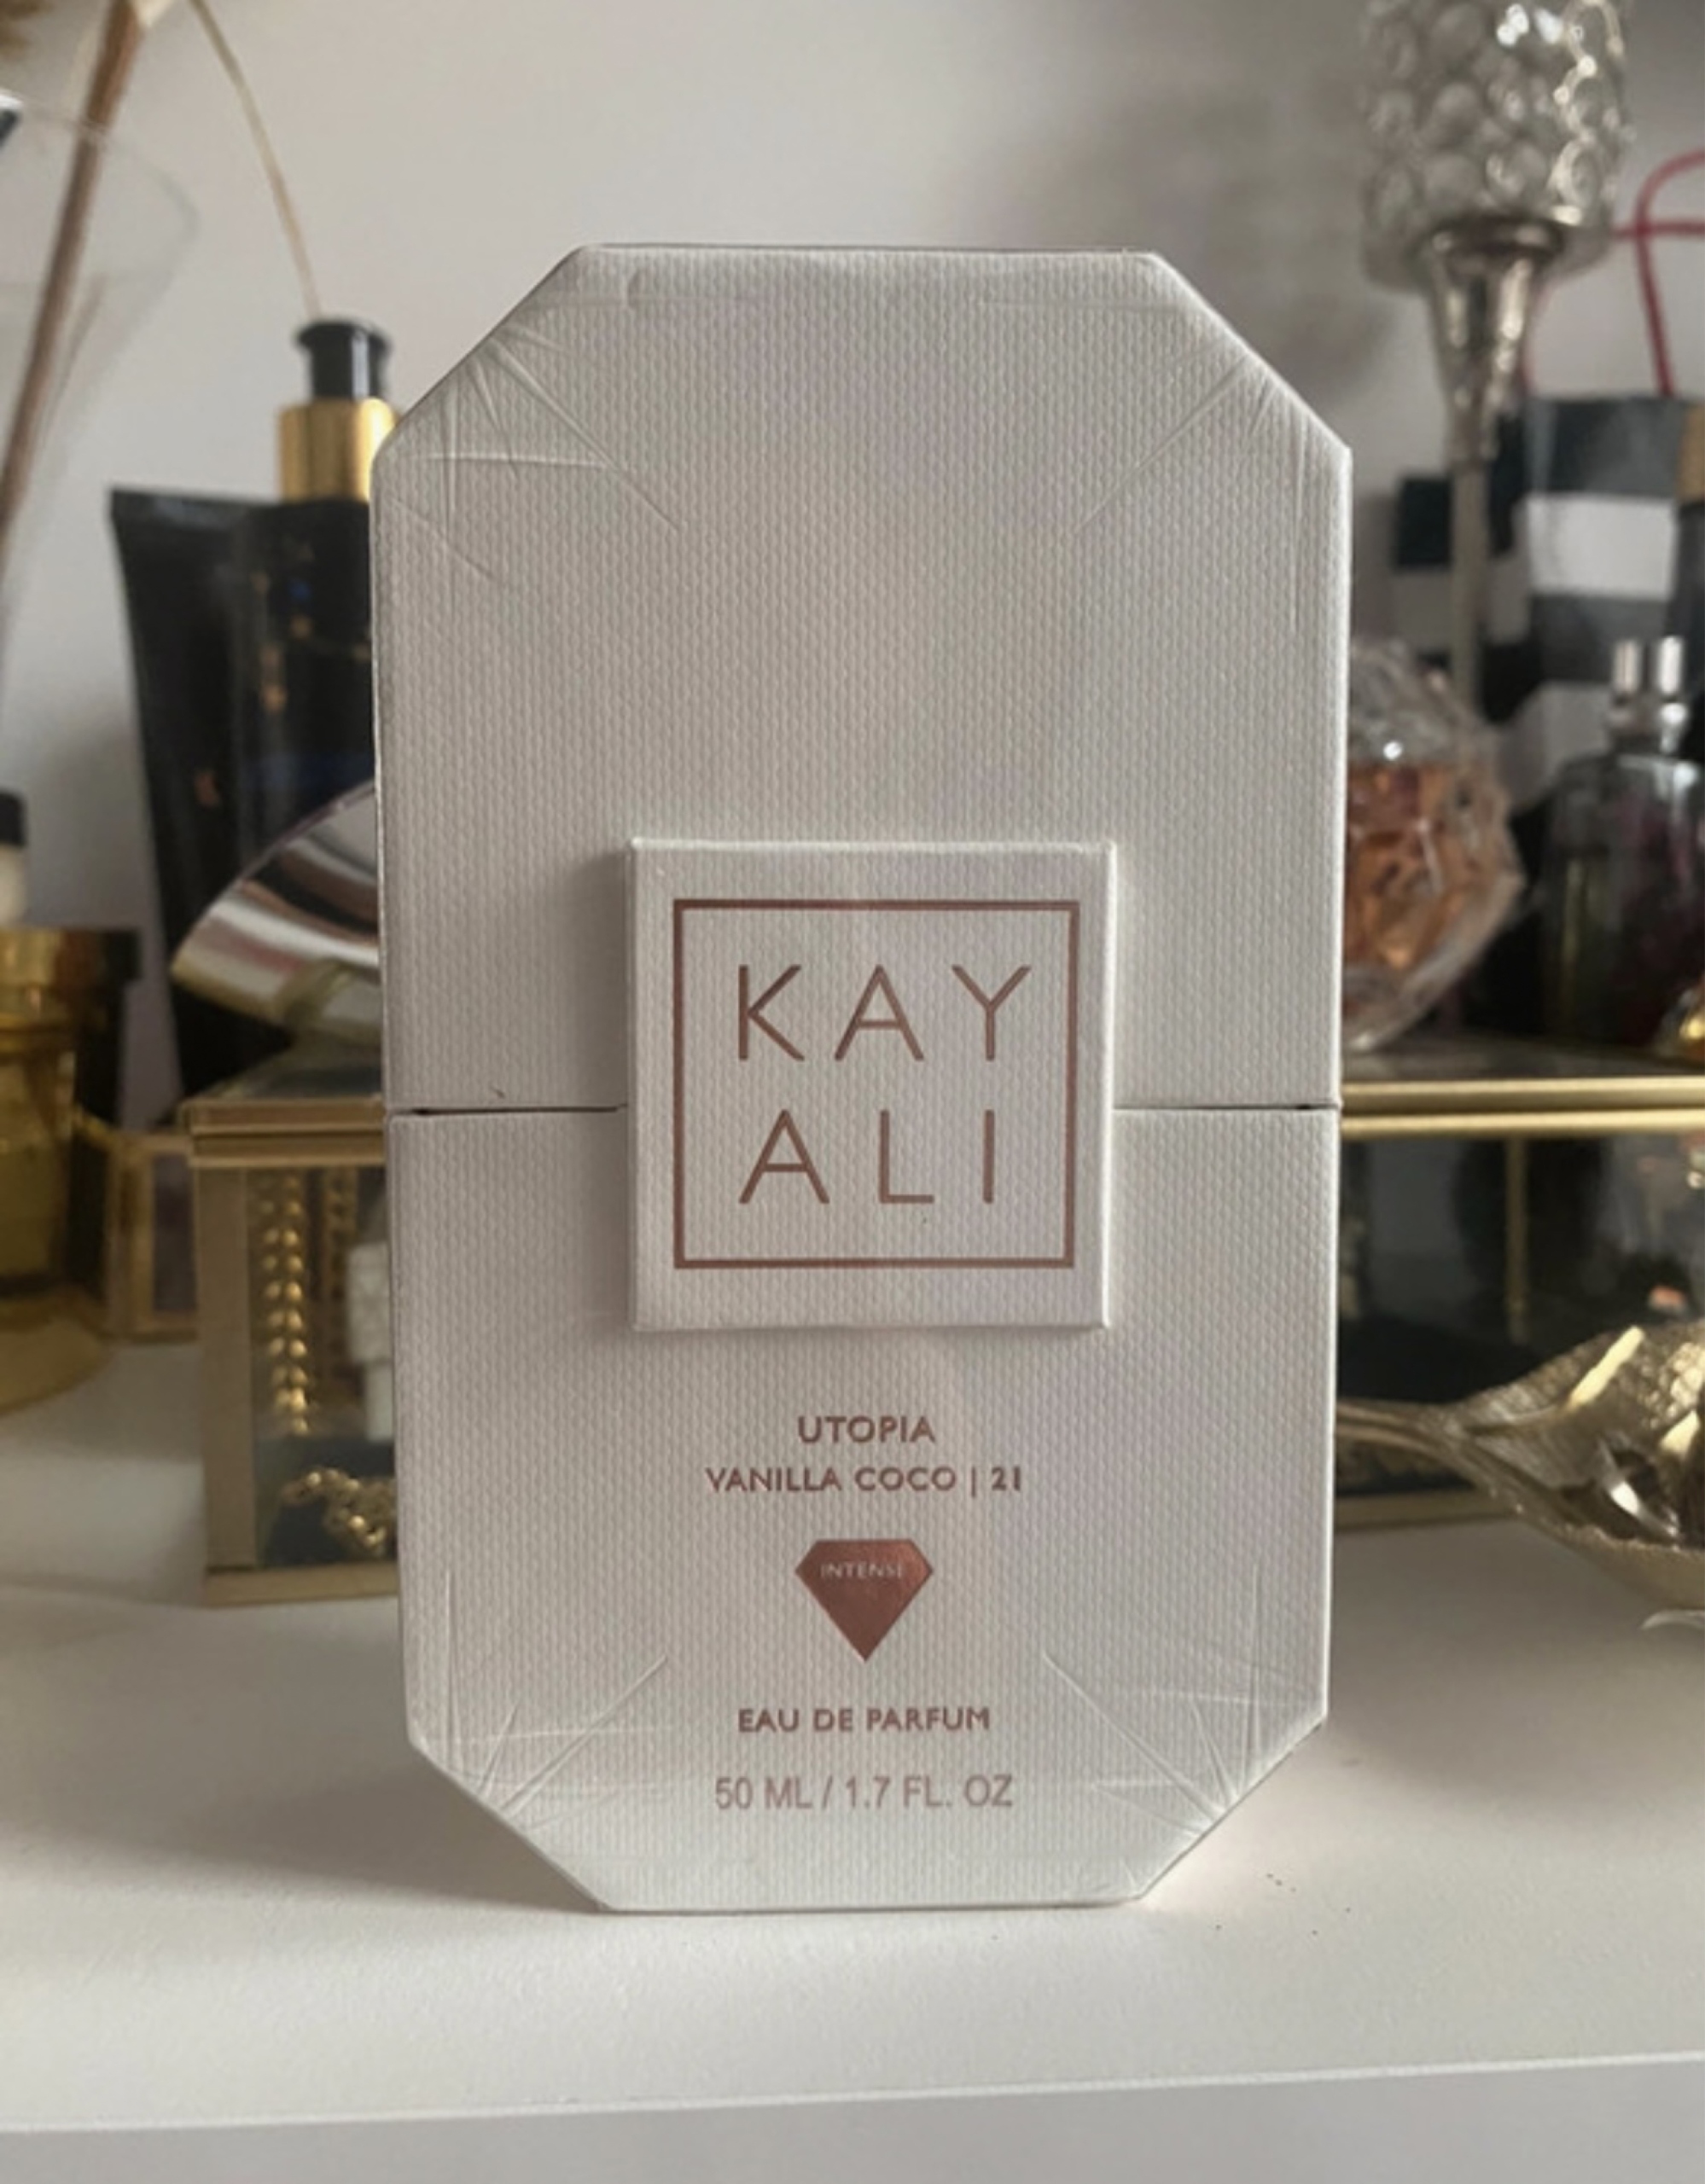 KAY
ALI
UTOPIA
VANILLA COCO | 21
INTENSE
EAU DE PARFUM
50 ML / 1.7 FL. OZ